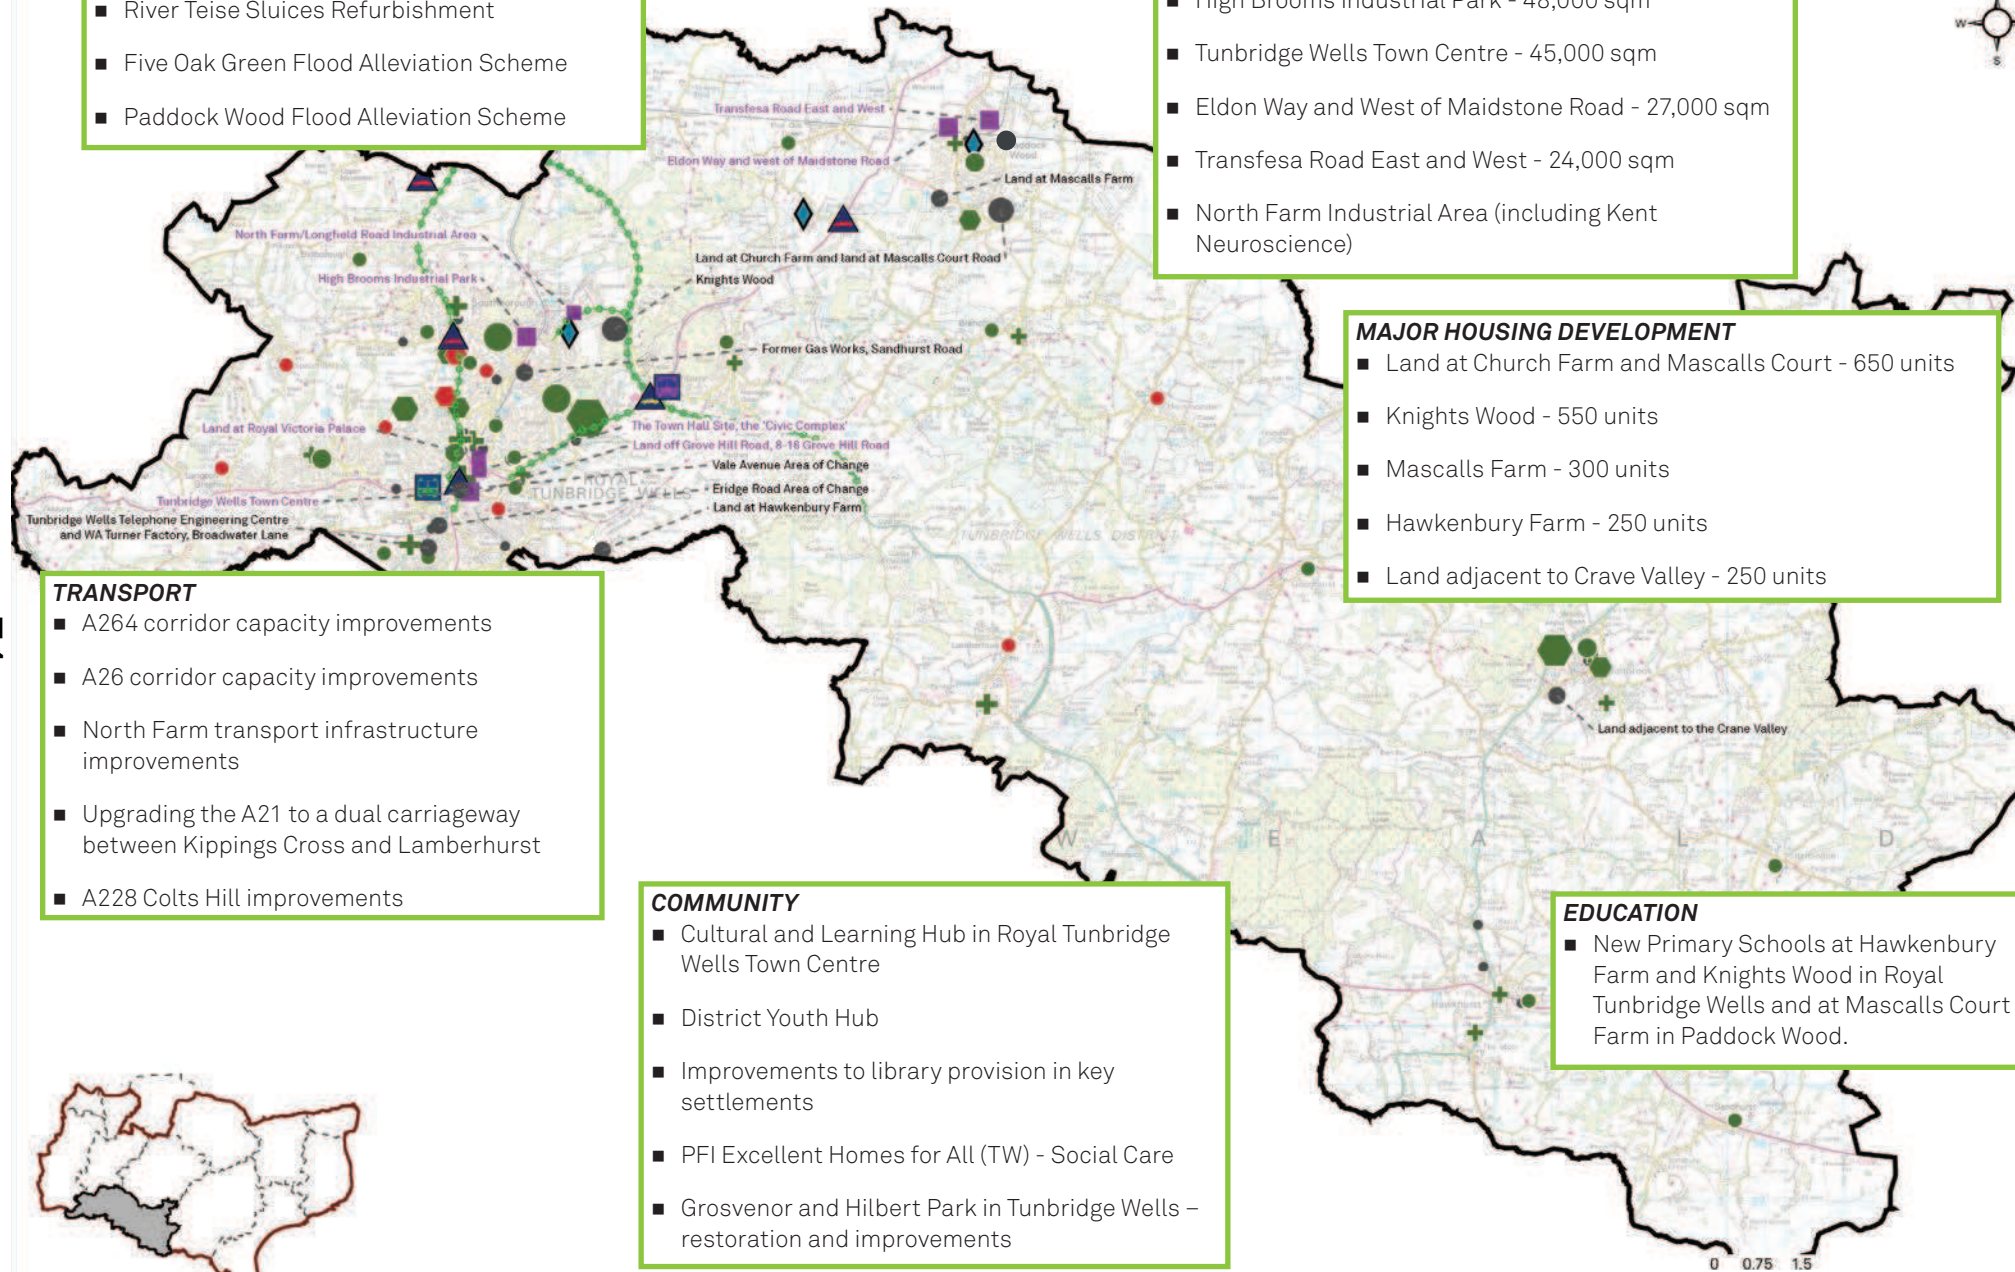 ■ River Teise Sluices Refurbishment
■ Five Oak Green Flood Alleviation Scheme
■ Paddock Wood Flood Alleviation Scheme
■ High Brooms Industrial Park - 48,000 sqm
■ Tunbridge Wells Town Centre - 45,000 sqm
■ Eldon Way and West of Maidstone Road - 27,000 sqm
■ Transfesa Road East and West - 24,000 sqm
■ North Farm Industrial Area (including Kent
Neuroscience)
W
S
Transfesa Road East and West
Eldon Way and west of Maidstone Road
Land at Mascalls Farm
North Farm/Longfield Road Industrial Area
High Brooms Industrial Park
Land at Church Farm and land at Mascalls Court Road
Knights Wood
Former Gas Works, Sandhurst Road
Land at Royal Victoria Palace
The Town Hall Site, the 'Civic Complex'
Land off Grove Hill Road, 8-16 Grove Hill Road
Vale Avenue Area of Change
ROYAL
TUNBRIDGE WELLS
Eridge Road Area of Change
Tunbridge Wells Town Centre
Land at Hawkenbury Farm
Tunbridge Wells Telephone Engineering Centre
and WA Turner Factory, Broadwater Lane
TUNBRIDGE WELLS DISTRICT
MAJOR HOUSING DEVELOPMENT
■ Land at Church Farm and Mascalls Court - 650 units
■ Knights Wood - 550 units
■ Mascalls Farm - 300 units
■ Hawkenbury Farm - 250 units
■ Land adjacent to Crave Valley - 250 units
TRANSPORT
■ A264 corridor capacity improvements
■ A26 corridor capacity improvements
■ North Farm transport infrastructure
improvements
■ Upgrading the A21 to a dual carriageway
between Kippings Cross and Lamberhurst
■ A228 Colts Hill improvements
Land adjacent to the Crane Valley
W E A L D
COMMUNITY
■ Cultural and Learning Hub in Royal Tunbridge
Wells Town Centre
■ District Youth Hub
■ Improvements to library provision in key
settlements
■ PFI Excellent Homes for All (TW) - Social Care
■ Grosvenor and Hilbert Park in Tunbridge Wells –
restoration and improvements
EDUCATION
■ New Primary Schools at Hawkenbury
Farm and Knights Wood in Royal
Tunbridge Wells and at Mascalls Court
Farm in Paddock Wood.
0 0.75 1.5